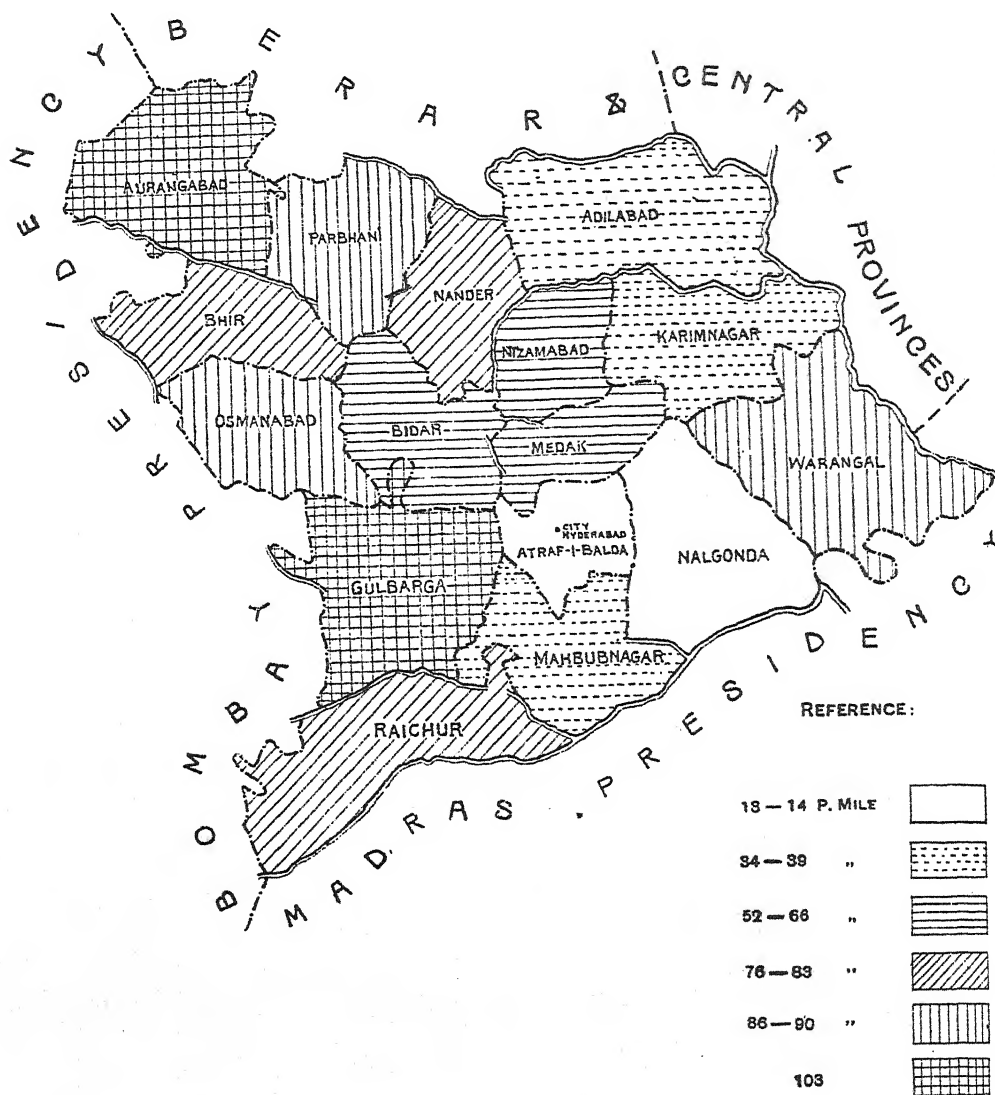 BERAR & CENTRAL PROVINCES
BOMBAY PRESIDENCY
AURANGABAD
PARBHANI
ADILABAD
NANDER
BHIR
NIZAMABAD
KARIMNAGAR
OSMANABAD
BIDAR
MEDAK
WARANGAL
CITY
HYDERABAD
ATRAF-I-BALDA
NALGONDA
GULBARGA
MAHBUBNAGAR
RAICHUR
MADRAS. PRESIDENCY
REFERENCE:
13—14 P. MILE
34—39 „
52—66 „
76—83 „
86—90 „
103